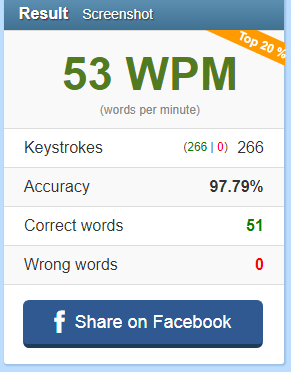 Result Screenshot
Top 20 %
53 WPM
(words per minute)
Keystrokes (266 | 0) 266
Accuracy 97.79%
Correct words 51
Wrong words 0
f Share on Facebook